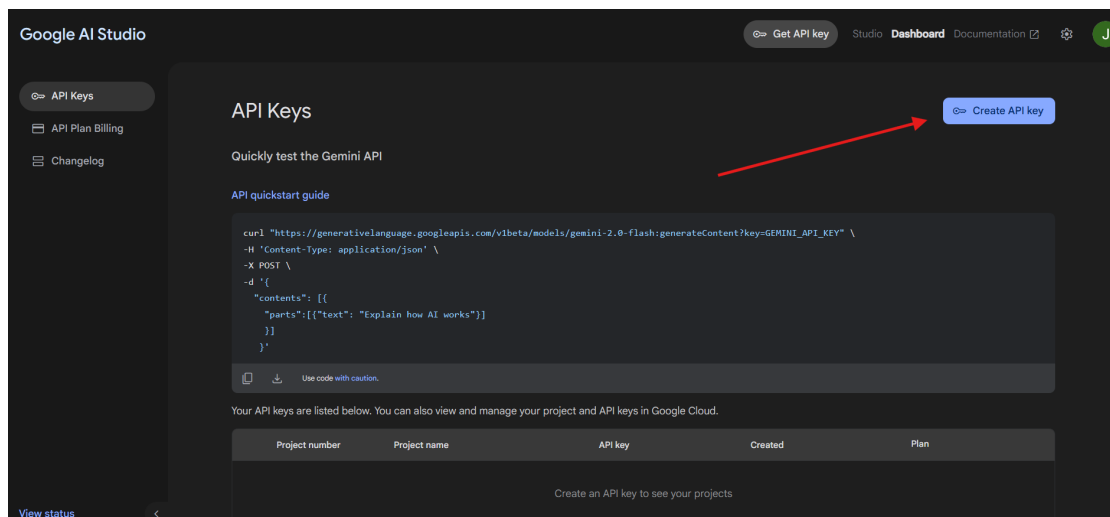 Google AI Studio
Get API key
Studio Dashboard Documentation
J
API Keys
API Plan Billing
Changelog
API Keys
Create API key
Quickly test the Gemini API
API quickstart guide
curl "https://generativelanguage.googleapis.com/v1beta/models/gemini-2.0-flash:generateContent?key=GEMINI_API_KEY" \
-H 'Content-Type: application/json' \
-X POST \
-d '{
"contents": [{
"parts":[{"text": "Explain how AI works"}]
}]
}'
Use code with caution.
Your API keys are listed below. You can also view and manage your project and API keys in Google Cloud.
Project number Project name API key Created Plan
Create an API key to see your projects
View status